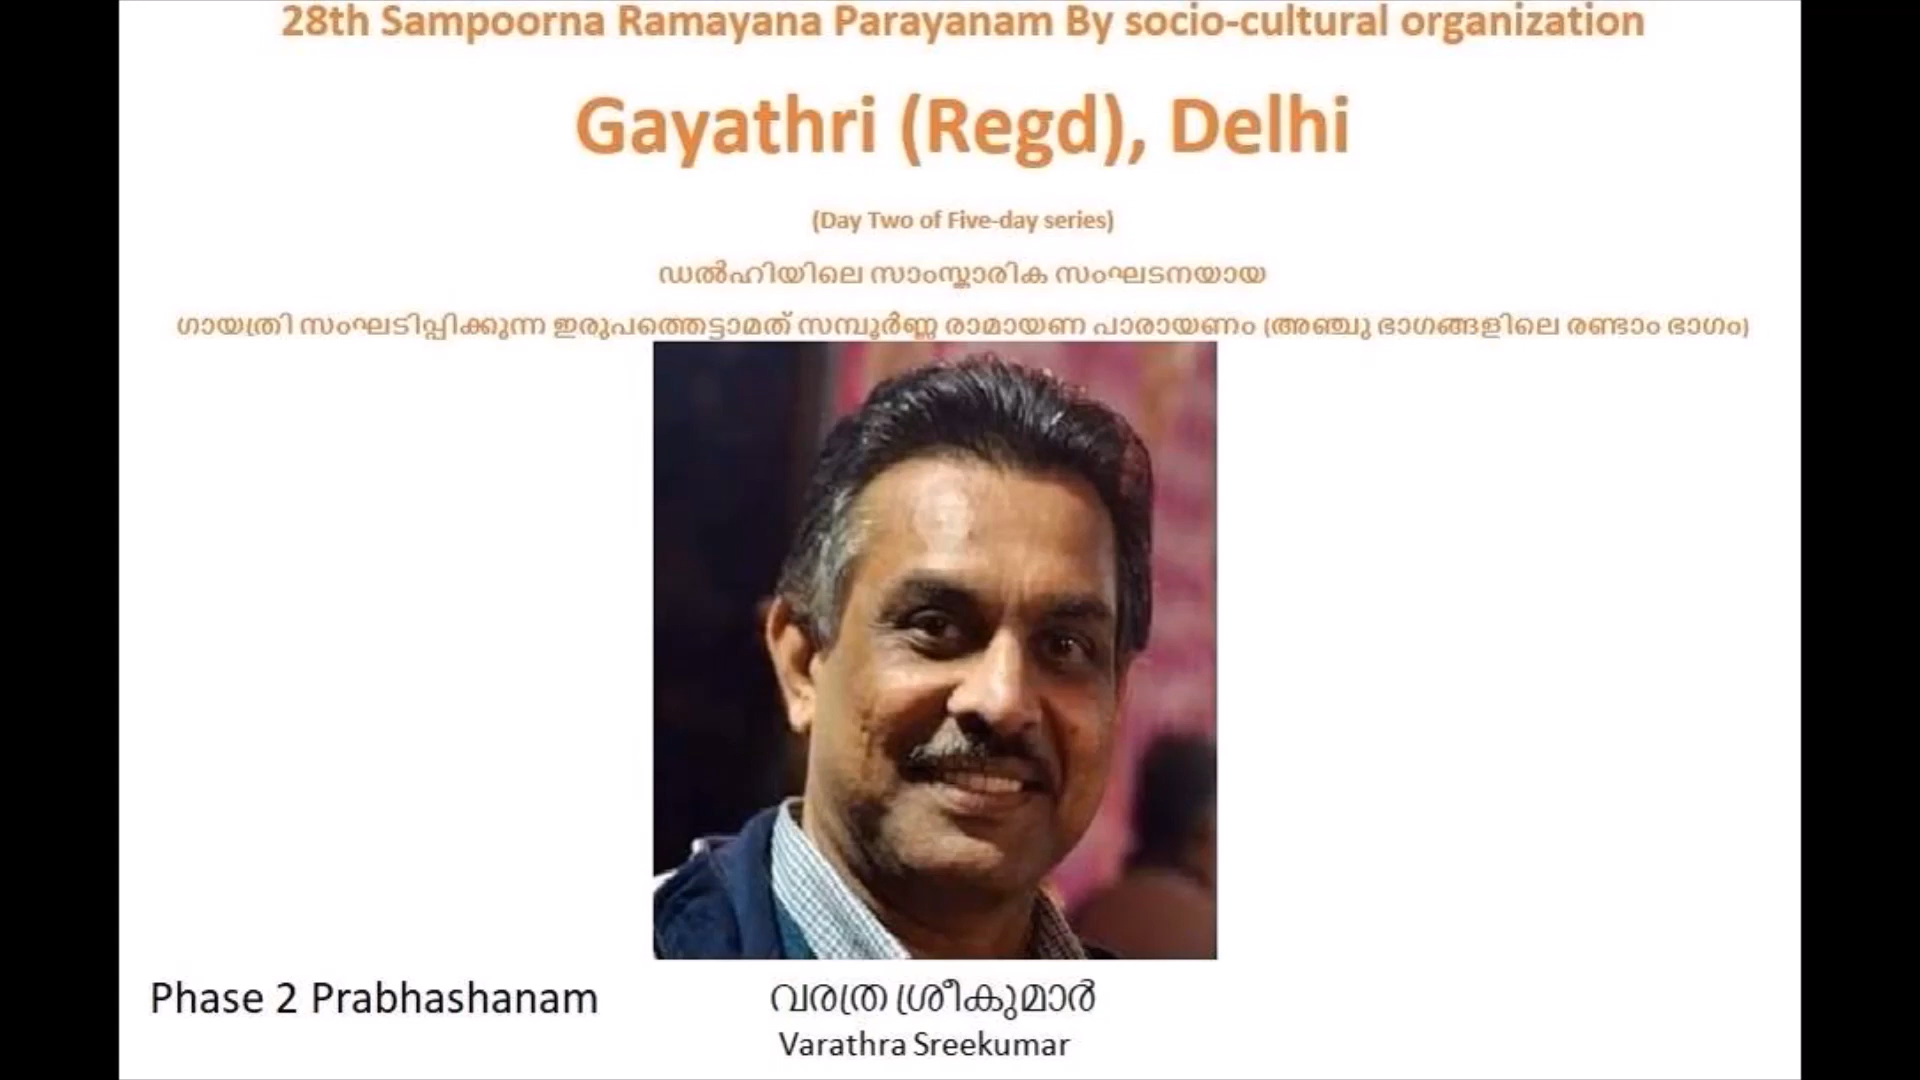 28th Sampoorna Ramayana Parayanam By socio-cultural organization
Gayathri (Regd), Delhi
(Day Two of Five-day series)
ഡൽഹിയിലെ സാംസ്കാരിക സംഘടനയായ
ഗായത്രി സംഘടിപ്പിക്കുന്ന ഇരുപത്തെട്ടാമത് സമ്പൂർണ്ണ രാമായണ പാരായണം (അഞ്ചു ഭാഗങ്ങളിലെ രണ്ടാം ഭാഗം)
Phase 2 Prabhashanam
വരത്ര ശ്രീകുമാർ
Varathra Sreekumar